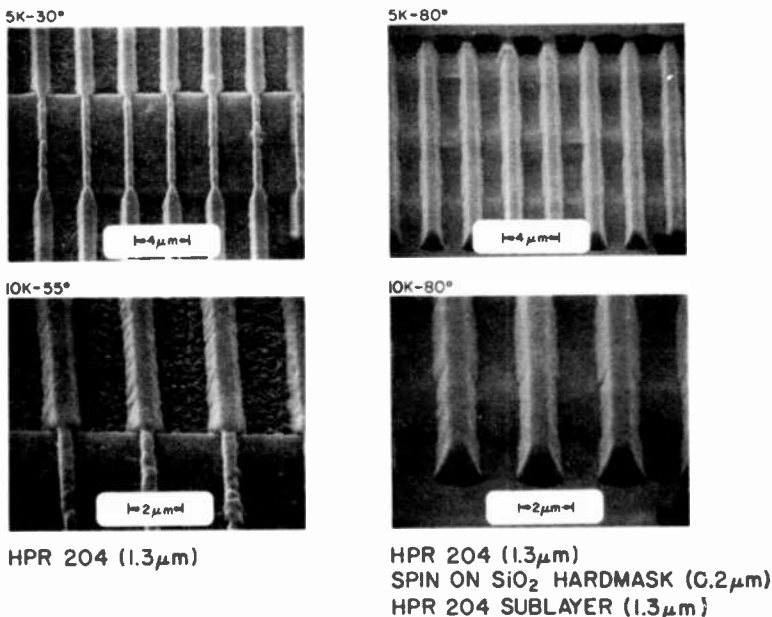 5K-30°
5K-80°
4μm
4μm
10K-55°
10K-80°
2μm
2μm
HPR 204 (1.3μm)
HPR 204 (1.3μm)
SPIN ON SiO₂ HARDMASK (0.2μm)
HPR 204 SUBLAYER (1.3μm)